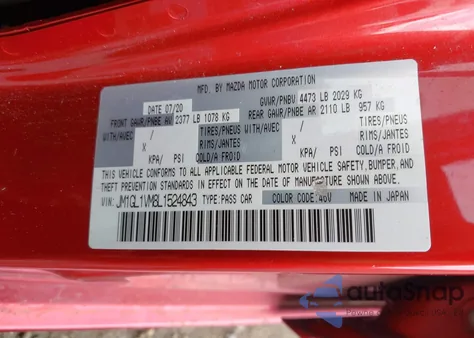 MFD. BY MAZDA MOTOR CORPORATION
DATE 07/20 GVWR/PNBV 4473 LB 2029 KG
FRONT GAWR/PNBE AV 2377 LB 1078 KG REAR GAWR/PNBE AR 2110 LB 957 KG
WITH/AVEC / TIRES/PNEUS WITH/AVEC / TIRES/PNEUS
X RIMS/JANTES X RIMS/JANTES
KPA/ PSI COLD/A FROID KPA/ PSI COLD/A FROID
THIS VEHICLE CONFORMS TO ALL APPLICABLE FEDERAL MOTOR VEHICLE SAFETY, BUMPER, AND
THEFT PREVENTION STANDARDS IN EFFECT ON THE DATE OF MANUFACTURE SHOWN ABOVE.
VIN: JM1GL1VM8L1524843 TYPE:PASS CAR COLOR CODE:46V MADE IN JAPAN
autoSnap